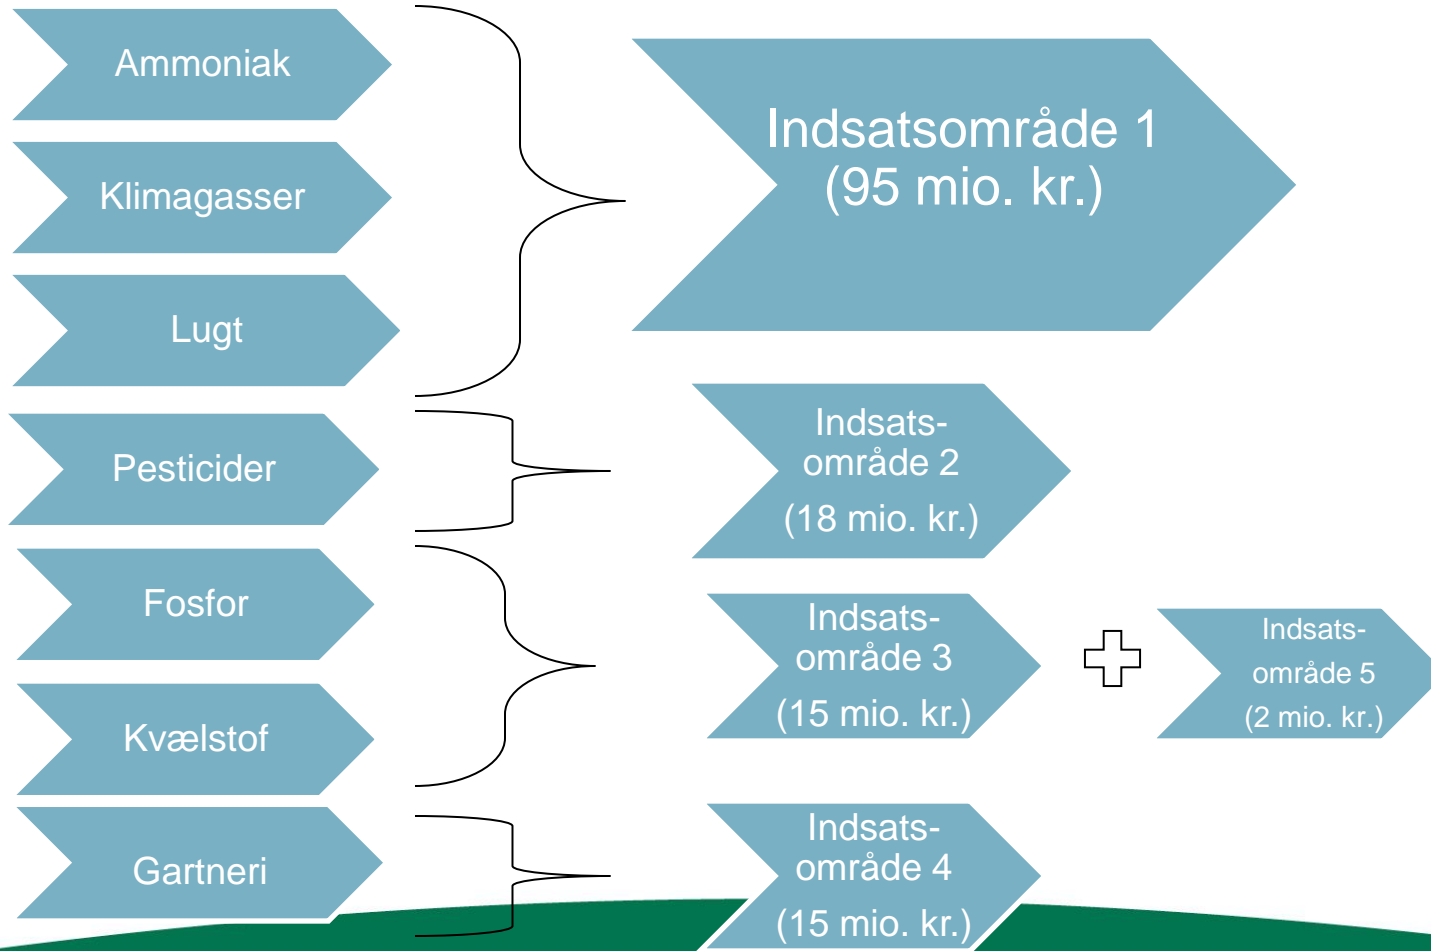 Ammoniak
Klimagasser
Lugt
Indsatsområde 1
(95 mio. kr.)
Pesticider
Indsats-
område 2
(18 mio. kr.)
Fosfor
Kvælstof
Indsats-
område 3
(15 mio. kr.)
Indsats-
område 5
(2 mio. kr.)
Gartneri
Indsats-
område 4
(15 mio. kr.)